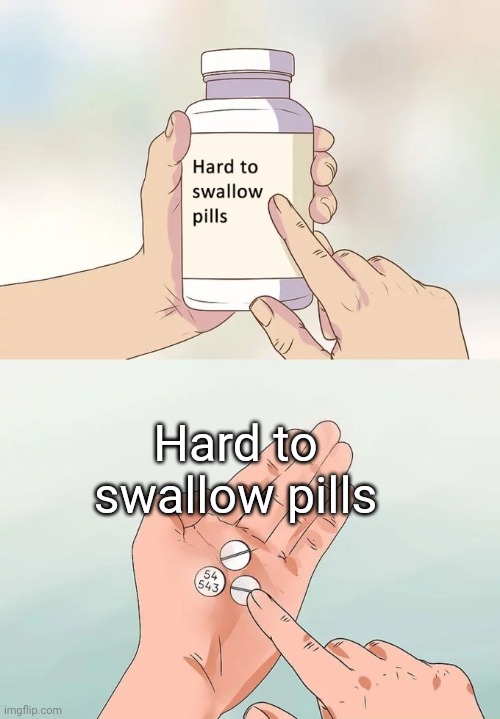 Hard to
swallow
pills
Hard to
swallow pills
54
543
imgflip.com